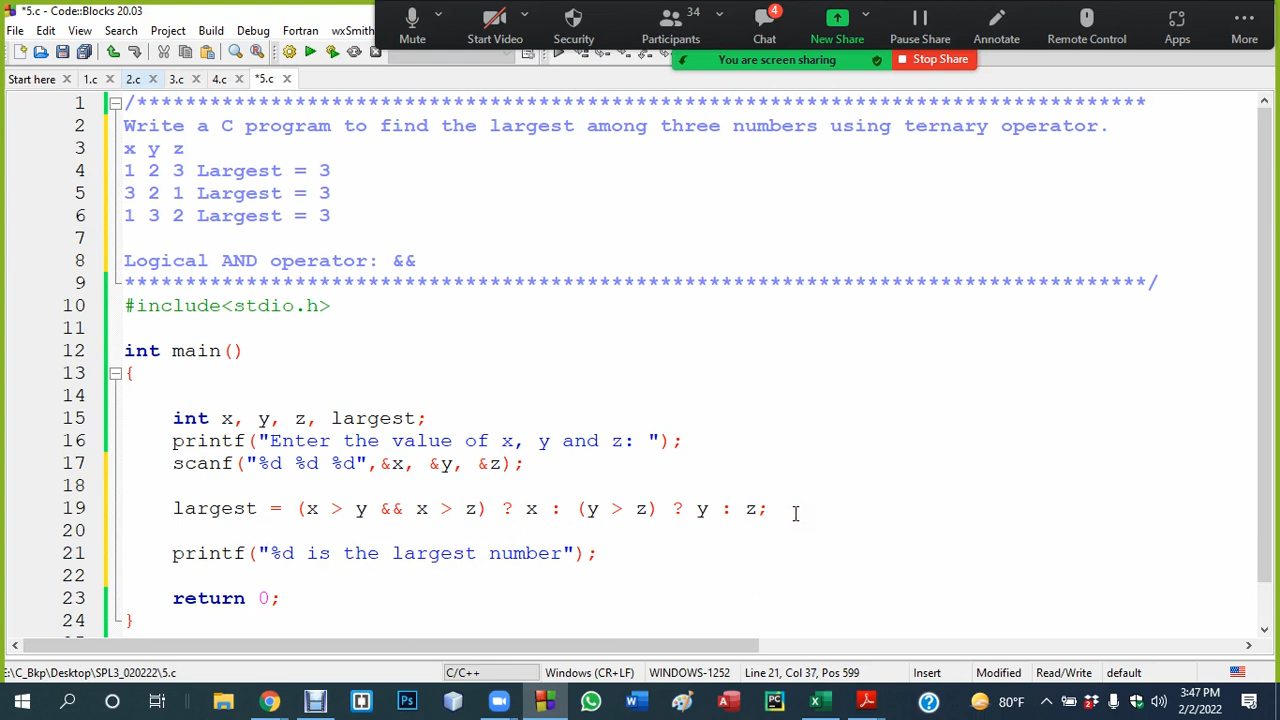 *5.c - Code::Blocks 20.03
File Edit View Search Project Build Debug Fortran wxSmith
Mute
Start Video
Security
34
Participants
4
Chat
New Share
Pause Share
Annotate
Remote Control
Apps
More
You are screen sharing
Stop Share
Start here 1.c 2.c 3.c 4.c *5.c
1 /***********************************************************************************
2 Write a C program to find the largest among three numbers using ternary operator.
3 x y z
4 1 2 3 Largest = 3
5 3 2 1 Largest = 3
6 1 3 2 Largest = 3
7
8 Logical AND operator: &&
9 ************************************************************************************/
10 #include<stdio.h>
11
12 int main()
13 {
14
15 int x, y, z, largest;
16 printf("Enter the value of x, y and z: ");
17 scanf("%d %d %d",&x, &y, &z);
18
19 largest = (x > y && x > z) ? x : (y > z) ? y : z;
20
21 printf("%d is the largest number");
22
23 return 0;
24 }
:\C_Bkp\Desktop\SPL3_020222\5.c C/C++ Windows (CR+LF) WINDOWS-1252 Line 21, Col 37, Pos 599 Insert Modified Read/Write default
80°F
3:47 PM
2/2/2022